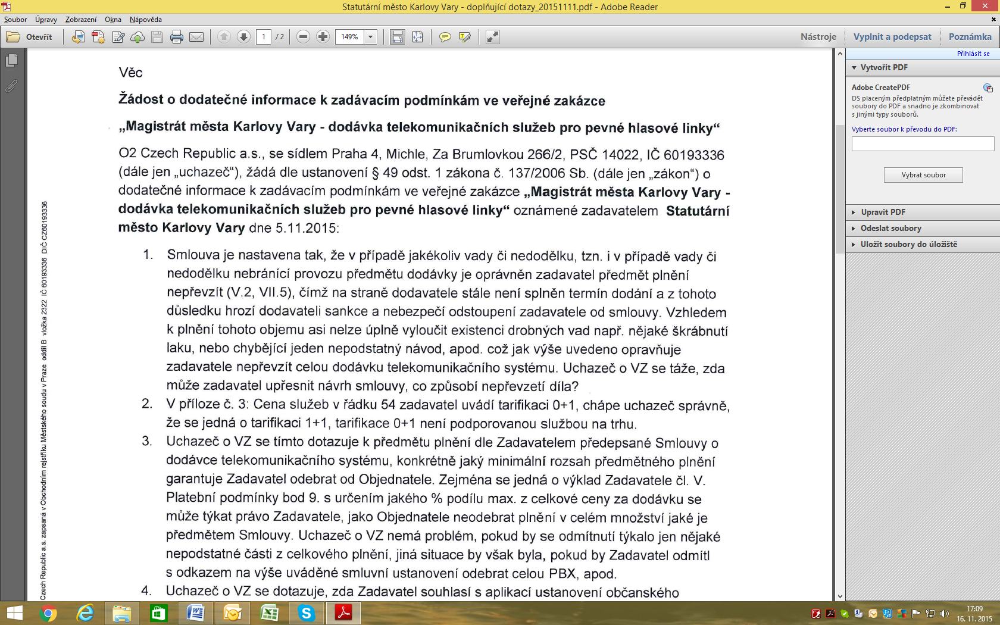 Statutární město Karlovy Vary - doplňující dotazy_20151111.pdf - Adobe Reader
Soubor Úpravy Zobrazení Okna Nápověda
Otevřít 1 / 2 149% Nástroje Vyplnit a podepsat Poznámka
Přihlásit se
Vytvořit PDF
Adobe CreatePDF
DS placeným předplatným můžete převádět
soubory do PDF a snadno je zkombinovat
s jinými typy souborů.
Vyberte soubor k převodu do PDF:
Vybrat soubor
Upravit PDF
Odeslat soubory
Uložit soubory do úložiště
Věc
Žádost o dodatečné informace k zadávacím podmínkám ve veřejné zakázce
„Magistrát města Karlovy Vary - dodávka telekomunikačních služeb pro pevné hlasové linky“
O2 Czech Republic a.s., se sídlem Praha 4, Michle, Za Brumlovkou 266/2, PSČ 14022, IČ 60193336
(dále jen „uchazeč“), žádá dle ustanovení § 49 odst. 1 zákona č. 137/2006 Sb. (dále jen „zákon“) o
dodatečné informace k zadávacím podmínkám ve veřejné zakázce „Magistrát města Karlovy Vary -
dodávka telekomunikačních služeb pro pevné hlasové linky“ oznámené zadavatelem Statutární
město Karlovy Vary dne 5.11.2015:
1. Smlouva je nastavena tak, že v případě jakékoliv vady či nedodělku, tzn. i v případě vady či
nedodělku nebránící provozu předmětu dodávky je oprávněn zadavatel předmět plnění
nepřevzít (V.2, VII.5), čímž na straně dodavatele stále není splněn termín dodání a z tohoto
důsledku hrozí dodavateli sankce a nebezpečí odstoupení zadavatele od smlouvy. Vzhledem
k plnění tohoto objemu asi nelze úplně vyloučit existenci drobných vad např. nějaké škrábnutí
laku, nebo chybějící jeden nepodstatný návod, apod. což jak výše uvedeno opravňuje
zadavatele nepřevzít celou dodávku telekomunikačního systému. Uchazeč o VZ se táže, zda
může zadavatel upřesnit návrh smlouvy, co způsobí nepřevzetí díla?
2. V příloze č. 3: Cena služeb v řádku 54 zadavatel uvádí tarifikaci 0+1, chápe uchazeč správně,
že se jedná o tarifikaci 1+1, tarifikace 0+1 není podporovanou službou na trhu.
3. Uchazeč o VZ se tímto dotazuje k předmětu plnění dle Zadavatelem předepsané Smlouvy o
dodávce telekomunikačního systému, konkrétně jaký minimální rozsah předmětného plnění
garantuje Zadavatel odebrat od Objednatele. Zejména se jedná o výklad Zadavatele čl. V.
Platební podmínky bod 9. s určením jakého % podílu max. z celkové ceny za dodávku se
může týkat právo Zadavatele, jako Objednatele neodebrat plnění v celém množství jaké je
předmětem Smlouvy. Uchazeč o VZ nemá problém, pokud by se odmítnutí týkalo jen nějaké
nepodstatné části z celkového plnění, jiná situace by však byla, pokud by Zadavatel odmítl
s odkazem na výše uváděné smluvní ustanovení odebrat celou PBX, apod.
4. Uchazeč o VZ se dotazuje, zda Zadavatel souhlasí s aplikací ustanovení občanského
Czech Republic a.s. zapsaná v Obchodním rejstříku Městského soudu v Praze oddíl B vložka 2322 IČ 60193336 DIČ CZ60193336
17:09
16. 11. 2015